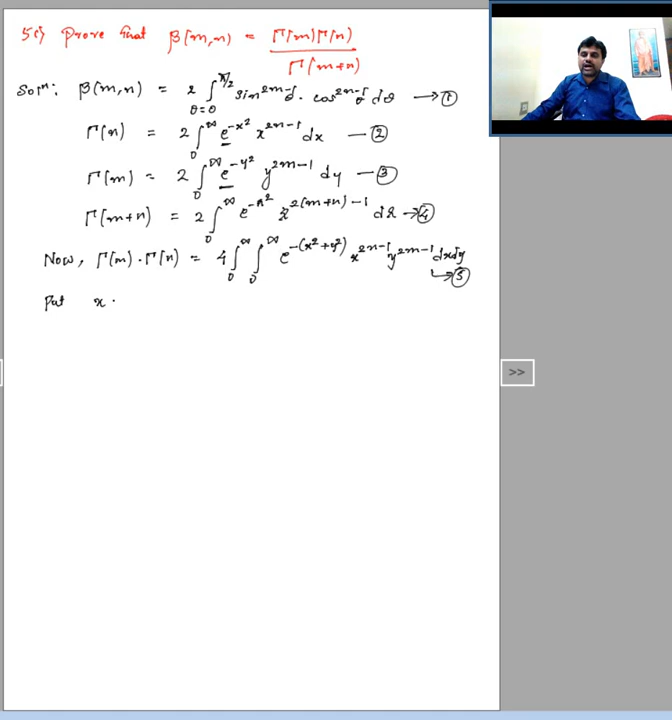 5c) Prove that β(m,n) = Γ(m)Γ(n) / Γ(m+n)
Solⁿ: β(m,n) = 2 ∫_{θ=0}^{π/2} sin^{2m-1}θ · cos^{2n-1}θ dθ → ①
Γ(n) = 2 ∫_0^∞ e^{-x²} x^{2n-1} dx — ②
Γ(m) = 2 ∫_0^∞ e^{-y²} y^{2m-1} dy — ③
Γ(m+n) = 2 ∫_0^∞ e^{-r²} r^{2(m+n)-1} dr → ④
Now, Γ(m)·Γ(n) = 4 ∫_0^∞ ∫_0^∞ e^{-(x²+y²)} x^{2n-1} y^{2m-1} dxdy
↳ ⑤
Put x
>>